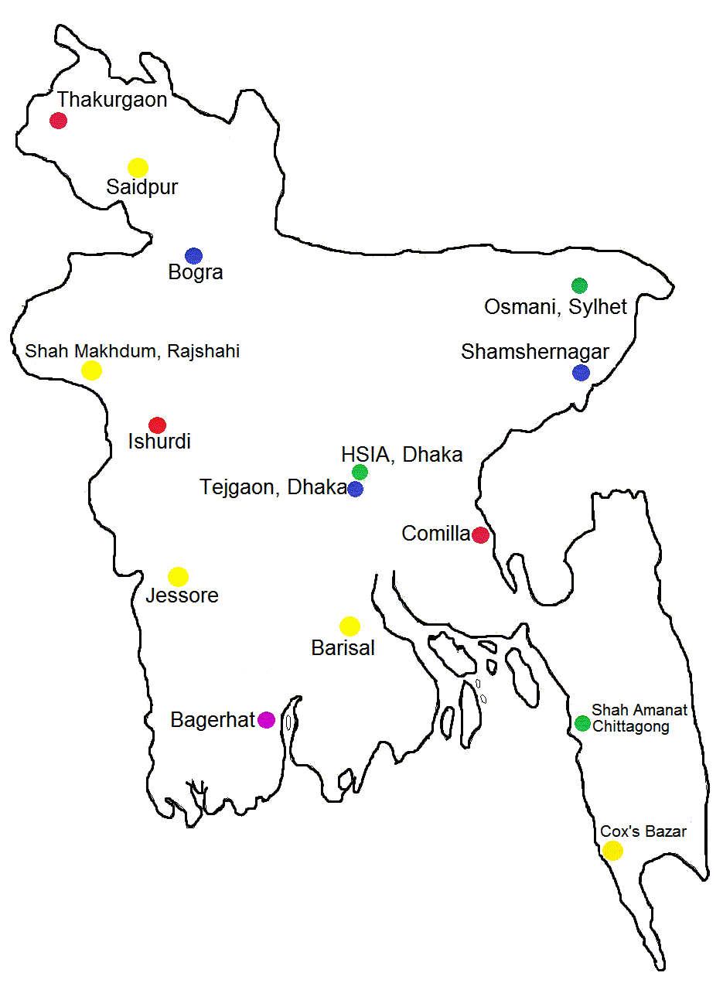 Thakurgaon
Saidpur
Bogra
Osmani, Sylhet
Shah Makhdum, Rajshahi
Shamshernagar
Ishurdi
HSIA, Dhaka
Tejgaon, Dhaka
Comilla
Jessore
Barisal
Shah Amanat
Chittagong
Bagerhat
Cox's Bazar